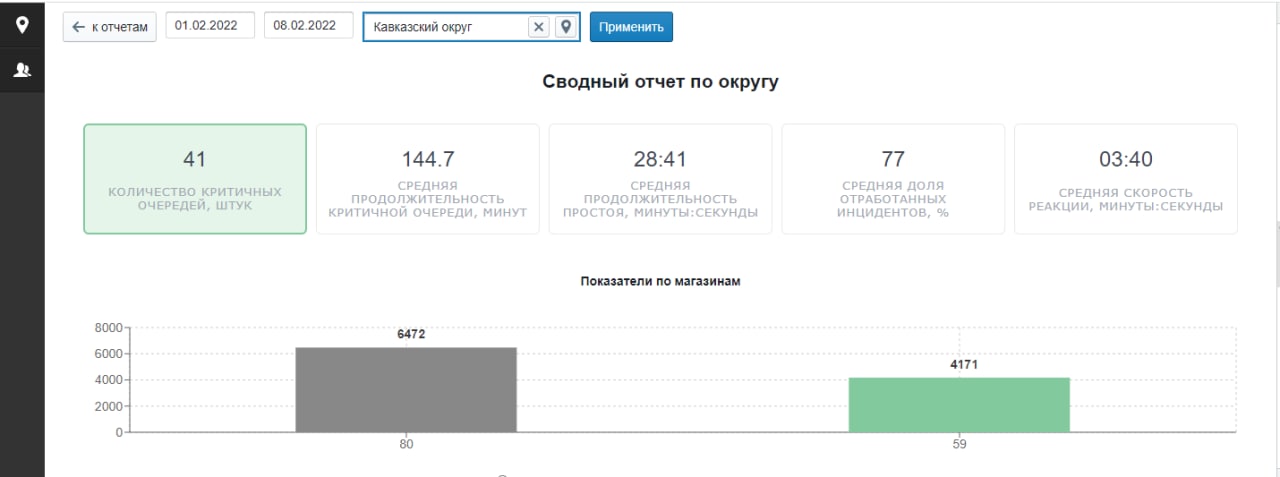 ← к отчетам 01.02.2022 08.02.2022 Кавказский округ Применить
Сводный отчет по округу
41
КОЛИЧЕСТВО КРИТИЧНЫХ
ОЧЕРЕДЕЙ, ШТУК
144.7
СРЕДНЯЯ
ПРОДОЛЖИТЕЛЬНОСТЬ
КРИТИЧНОЙ ОЧЕРЕДИ, МИНУТ
28:41
СРЕДНЯЯ
ПРОДОЛЖИТЕЛЬНОСТЬ
ПРОСТОЯ, МИНУТЫ:СЕКУНДЫ
77
СРЕДНЯЯ ДОЛЯ
ОТРАБОТАННЫХ
ИНЦИДЕНТОВ, %
03:40
СРЕДНЯЯ СКОРОСТЬ
РЕАКЦИИ, МИНУТЫ:СЕКУНДЫ
Показатели по магазинам
8000
6000
4000
2000
0
6472
4171
80
59